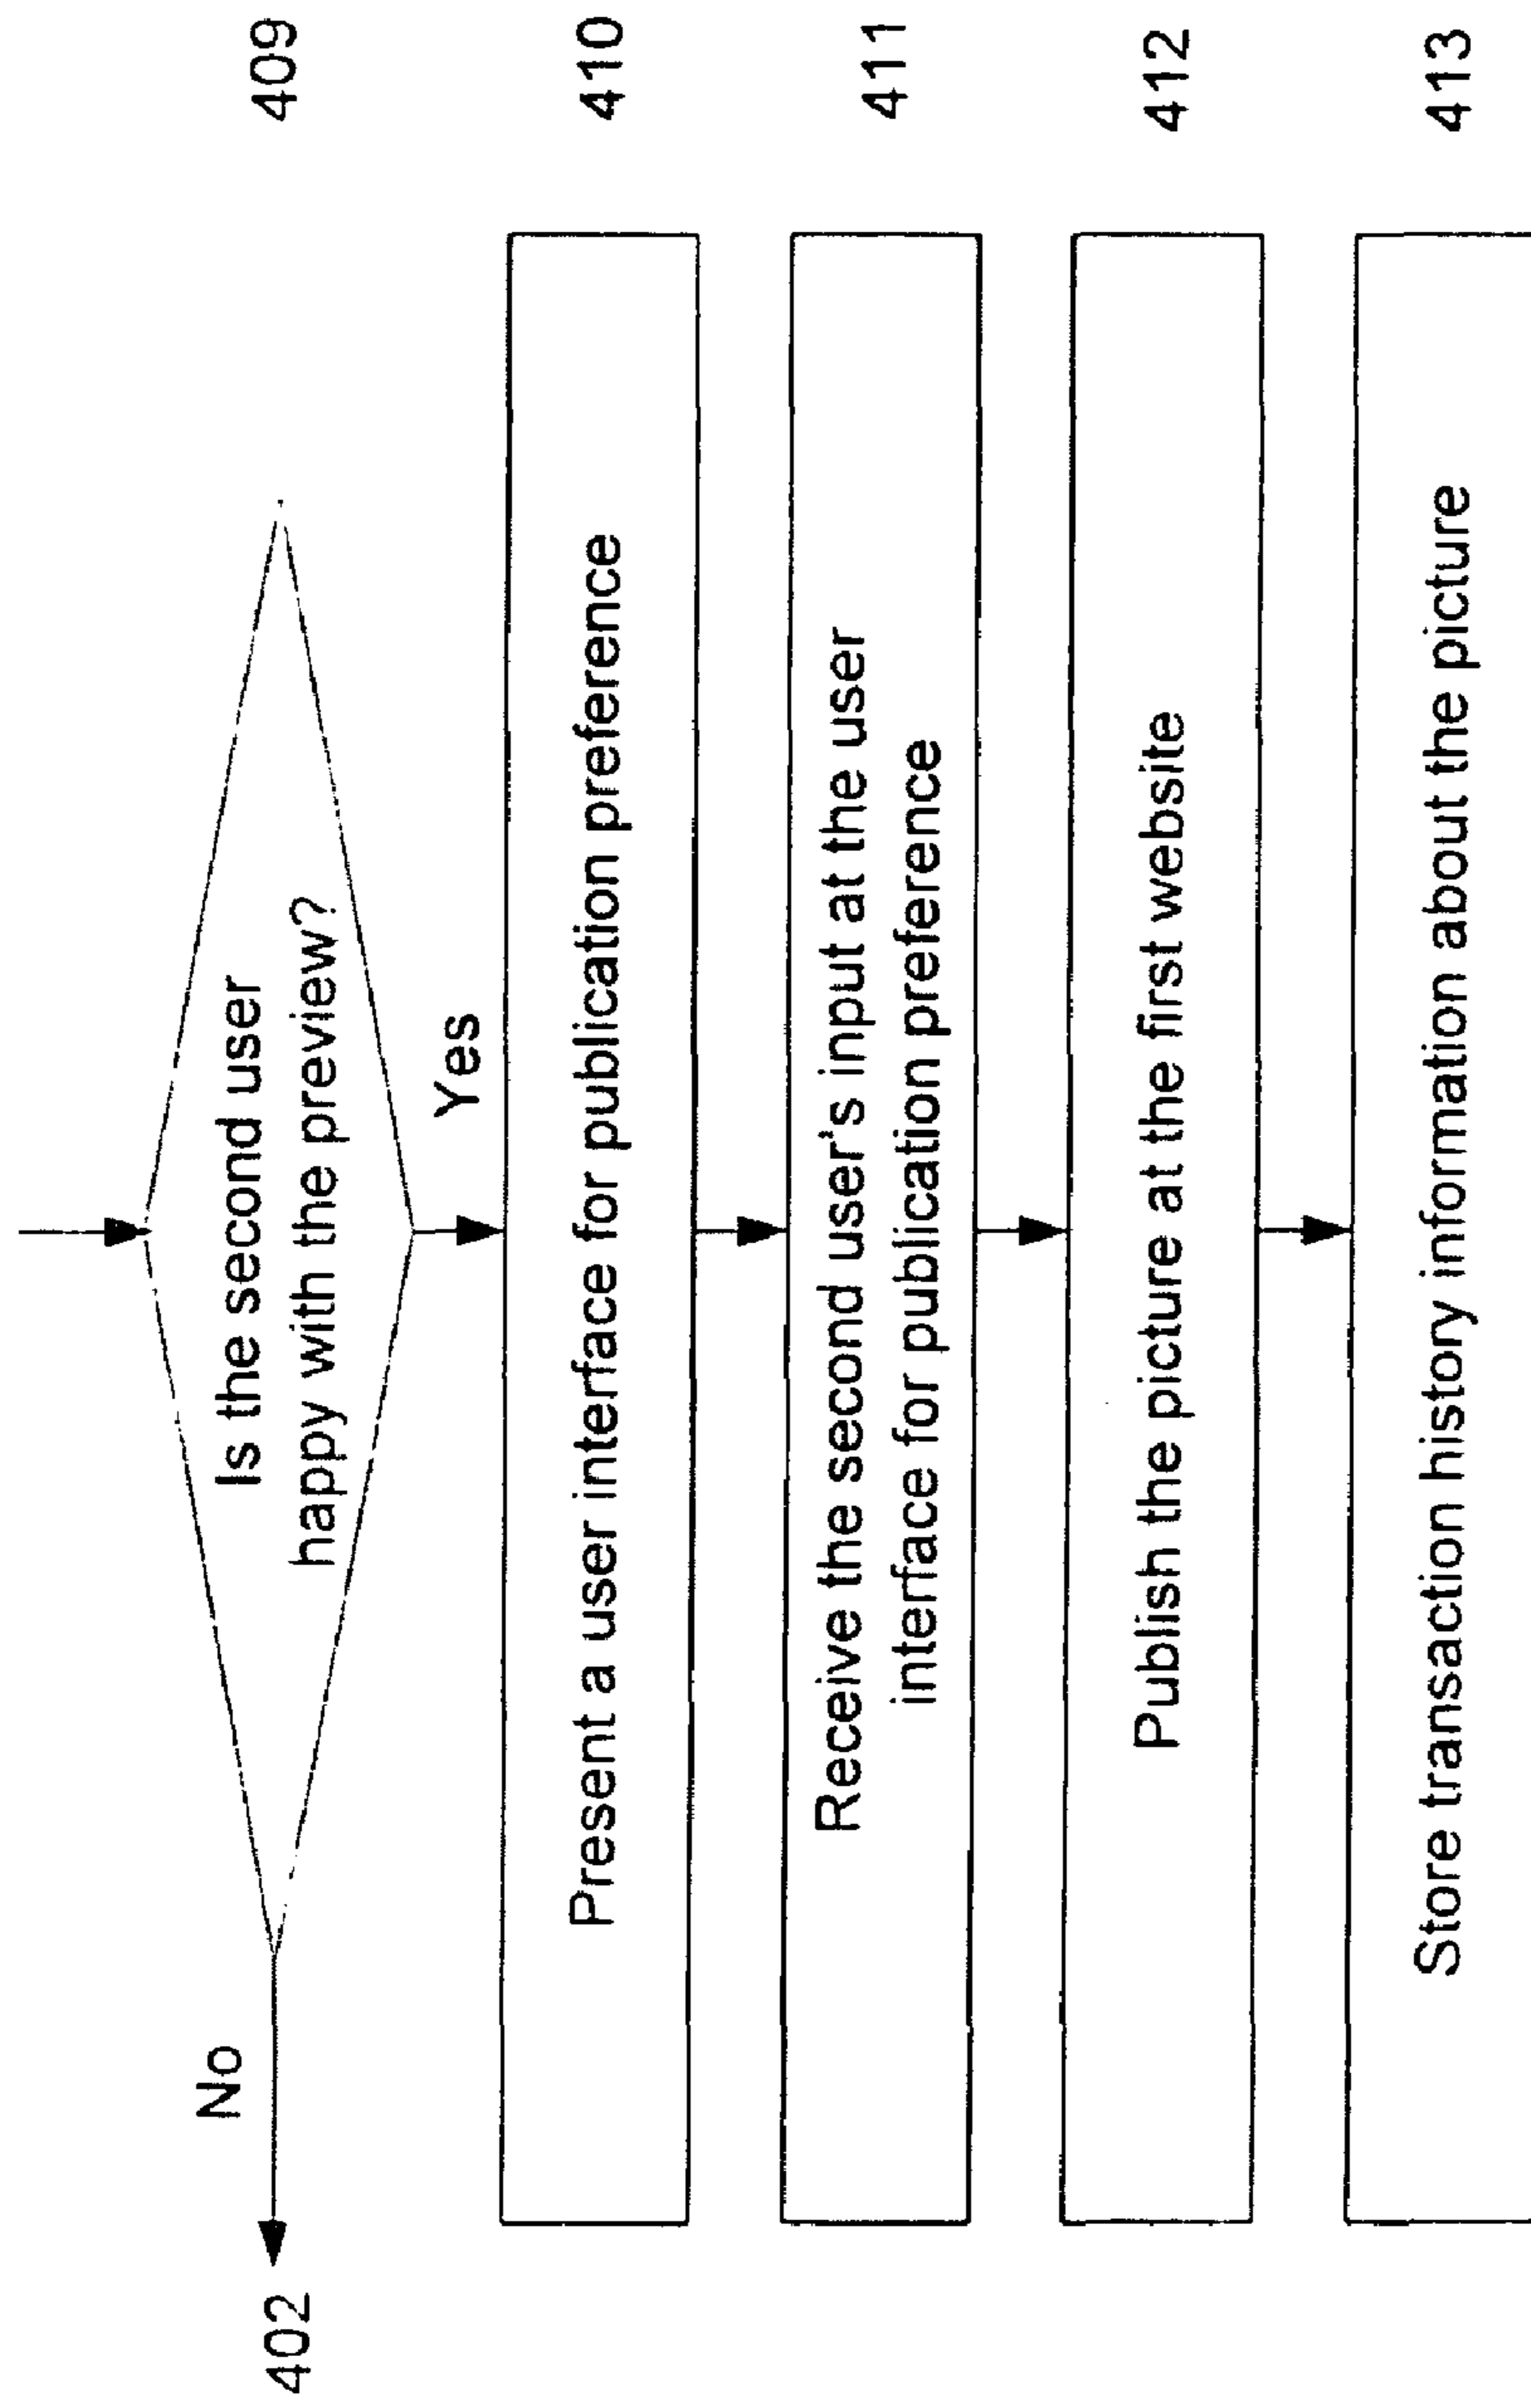 Is the second user
happy with the preview?
409
No
402
Yes
Present a user interface for publication preference
410
Receive the second user's input at the user
interface for publication preference
411
Publish the picture at the first website
412
Store transaction history information about the picture
413